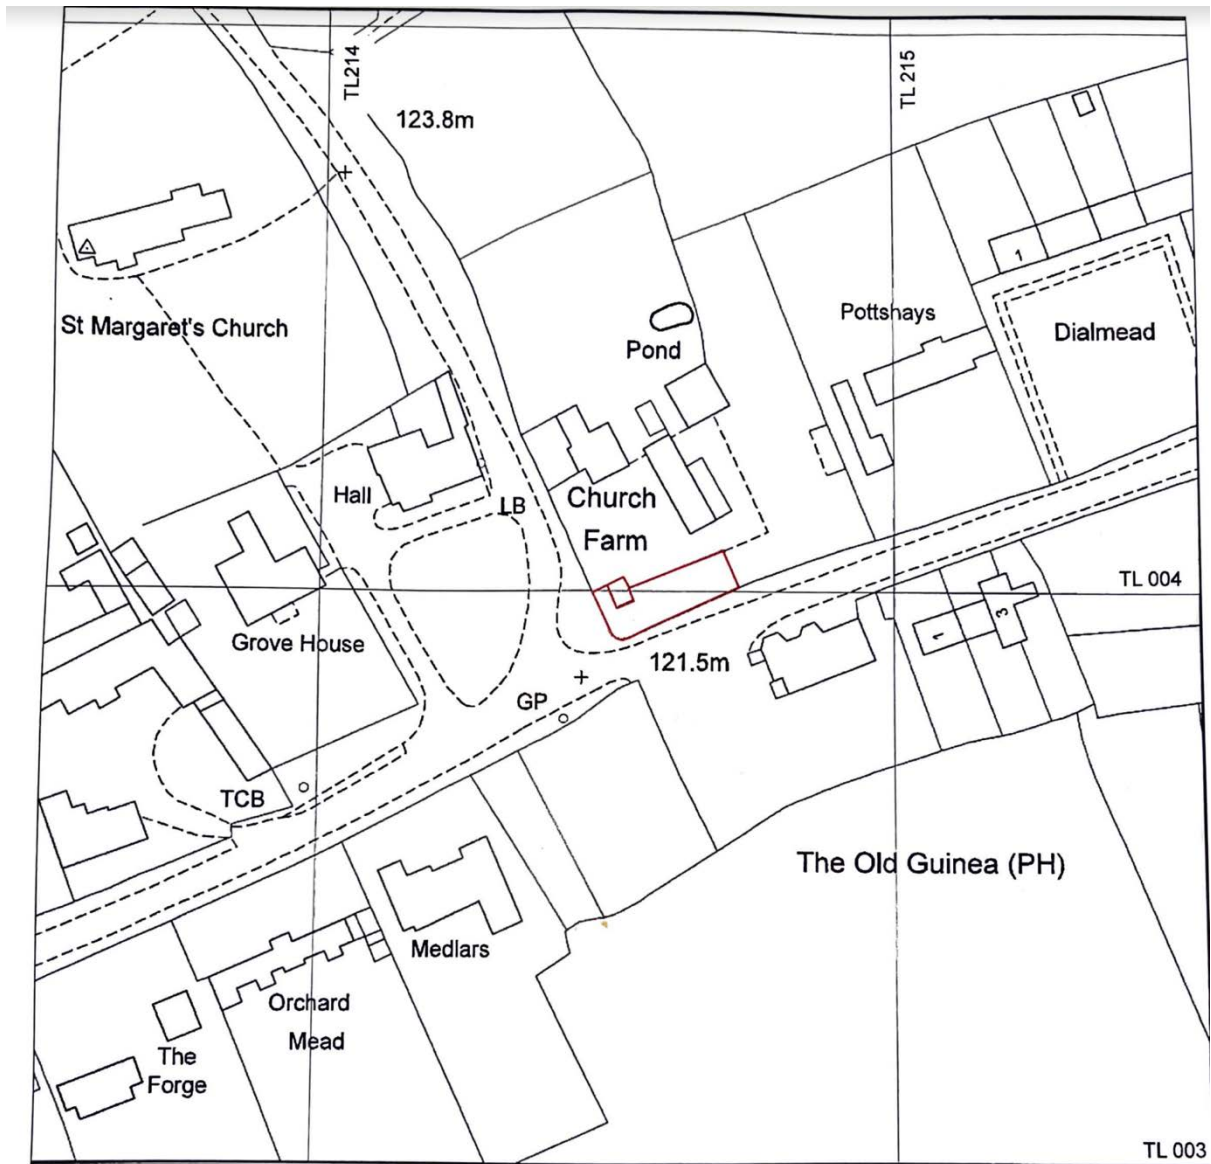 TL214
TL 215
123.8m
St Margaret's Church
Pond
Pottshays
Dialmead
1
Hall
LB
Church
Farm
TL 004
Grove House
121.5m
1
3
GP
TCB
The Old Guinea (PH)
Medlars
Orchard
Mead
The
Forge
TL 003